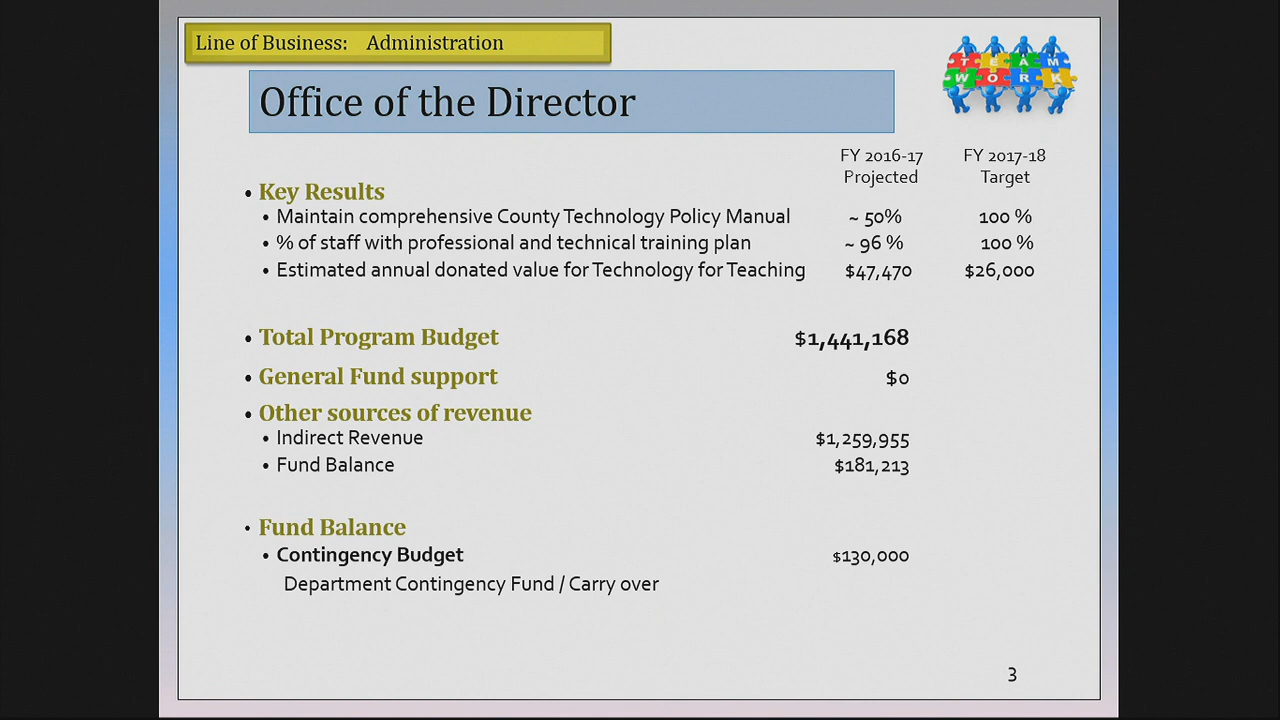 Line of Business: Administration
Office of the Director
T E A M
W O R K
FY 2016-17 FY 2017-18
Projected Target
• Key Results
• Maintain comprehensive County Technology Policy Manual ~ 50% 100 %
• % of staff with professional and technical training plan ~ 96 % 100 %
• Estimated annual donated value for Technology for Teaching $47,470 $26,000
• Total Program Budget $1,441,168
• General Fund support $0
• Other sources of revenue
• Indirect Revenue $1,259,955
• Fund Balance $181,213
• Fund Balance
• Contingency Budget $130,000
Department Contingency Fund / Carry over
3